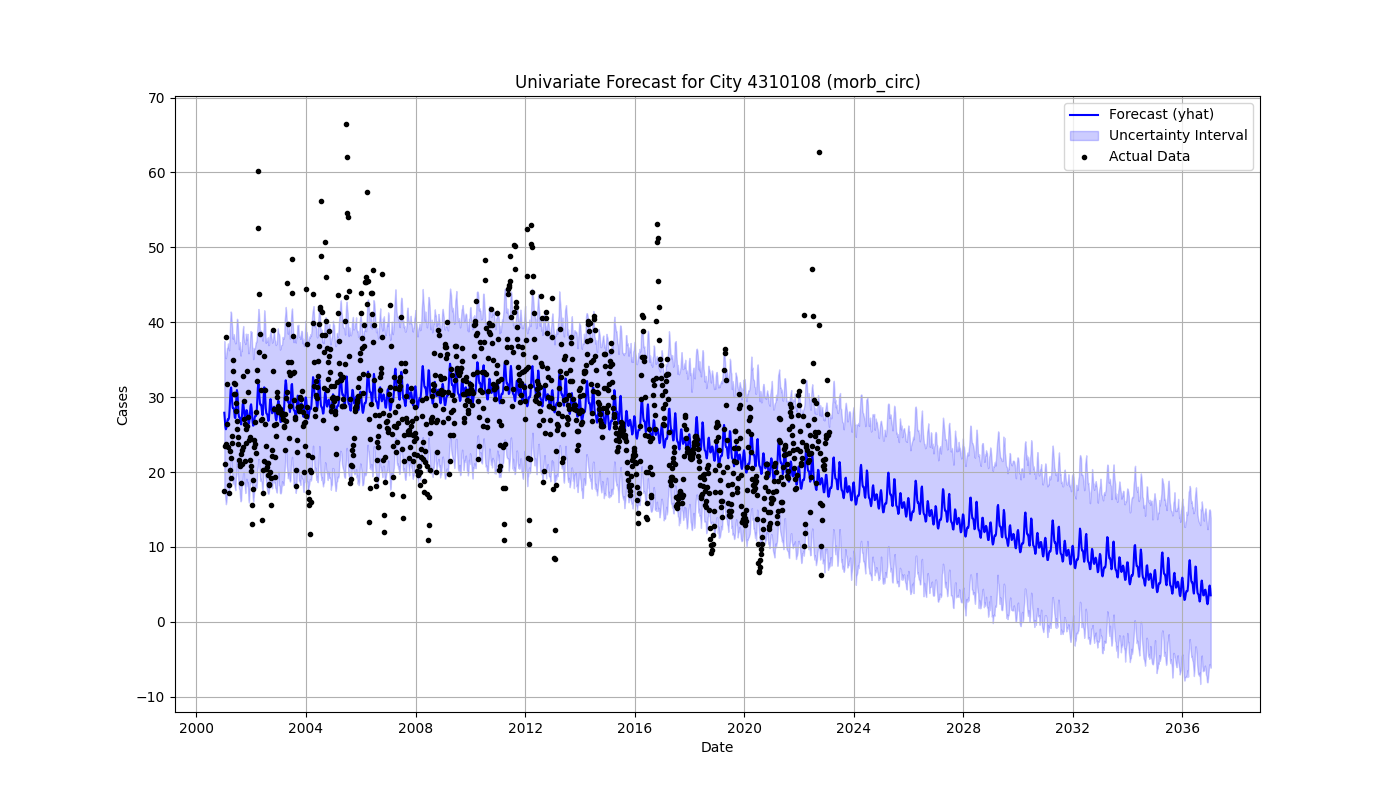 Univariate Forecast for City 4310108 (morb_circ)
Forecast (yhat)
Uncertainty Interval
Actual Data
Cases
70
60
50
40
30
20
10
0
−10
2000 2004 2008 2012 2016 2020 2024 2028 2032 2036
Date